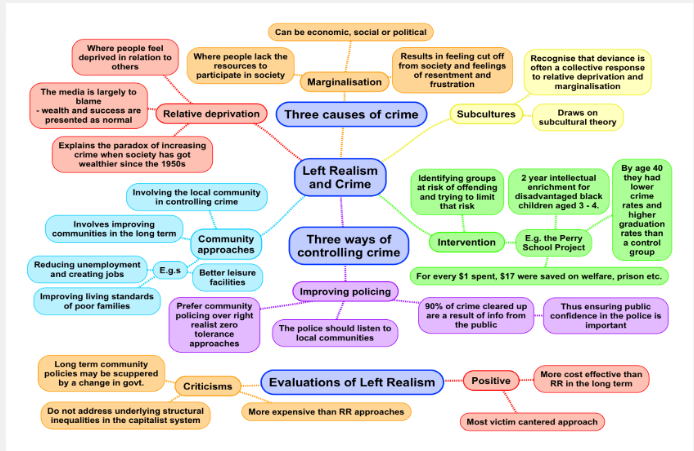 Can be economic, social or political
Where people feel
deprived in relation to
others
Where people lack the
resources to
participate in society
Results in feeling cut off
from society and feelings
of resentment and
frustration
Marginalisation
Recognise that deviance is
often a collective response
to relative deprivation and
marginalisation
The media is largely to
blame
- wealth and success are
presented as normal
Relative deprivation
Three causes of crime
Subcultures
Draws on
subcultural theory
Explains the paradox of increasing
crime when society has got
wealthier since the 1950s
Left Realism
and Crime
Involving the local community
in controlling crime
Involves improving
communities in the long term
Community
approaches
Reducing unemployment
and creating jobs
E.g.s
Better leisure
facilities
Improving living standards
of poor families
Three ways of
controlling crime
Identifying groups
at risk of offending
and trying to limit
that risk
2 year intellectual
enrichment for
disadvantaged black
children aged 3 - 4.
By age 40
they had
lower
crime
rates and
higher
graduation
rates than
a control
group
Intervention
E.g. the Perry
School Project
For every $1 spent, $17 were saved on welfare, prison etc.
Improving policing
Prefer community
policing over right
realist zero
tolerance
approaches
The police should listen to
local communities
90% of crime cleared up
are a result of info from
the public
Thus ensuring public
confidence in the police is
important
Long term community
policies may be scuppered
by a change in govt.
Criticisms
Evaluations of Left Realism
Positive
More cost effective than
RR in the long term
Do not address underlying structural
inequalities in the capitalist system
More expensive than RR approaches
Most victim cantered approach